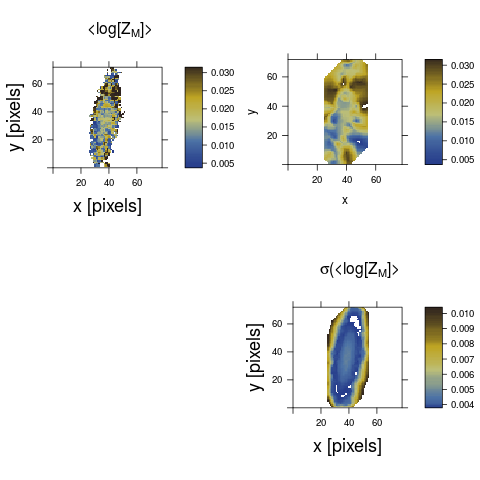 <log[Z_M]>
y [pixels]
60
40
20
20 40 60
x [pixels]
0.030
0.025
0.020
0.015
0.010
0.005
y
60
40
20
20 40 60
x
0.030
0.025
0.020
0.015
0.010
0.005
σ(<log[Z_M]>
y [pixels]
60
40
20
20 40 60
x [pixels]
0.010
0.009
0.008
0.007
0.006
0.005
0.004